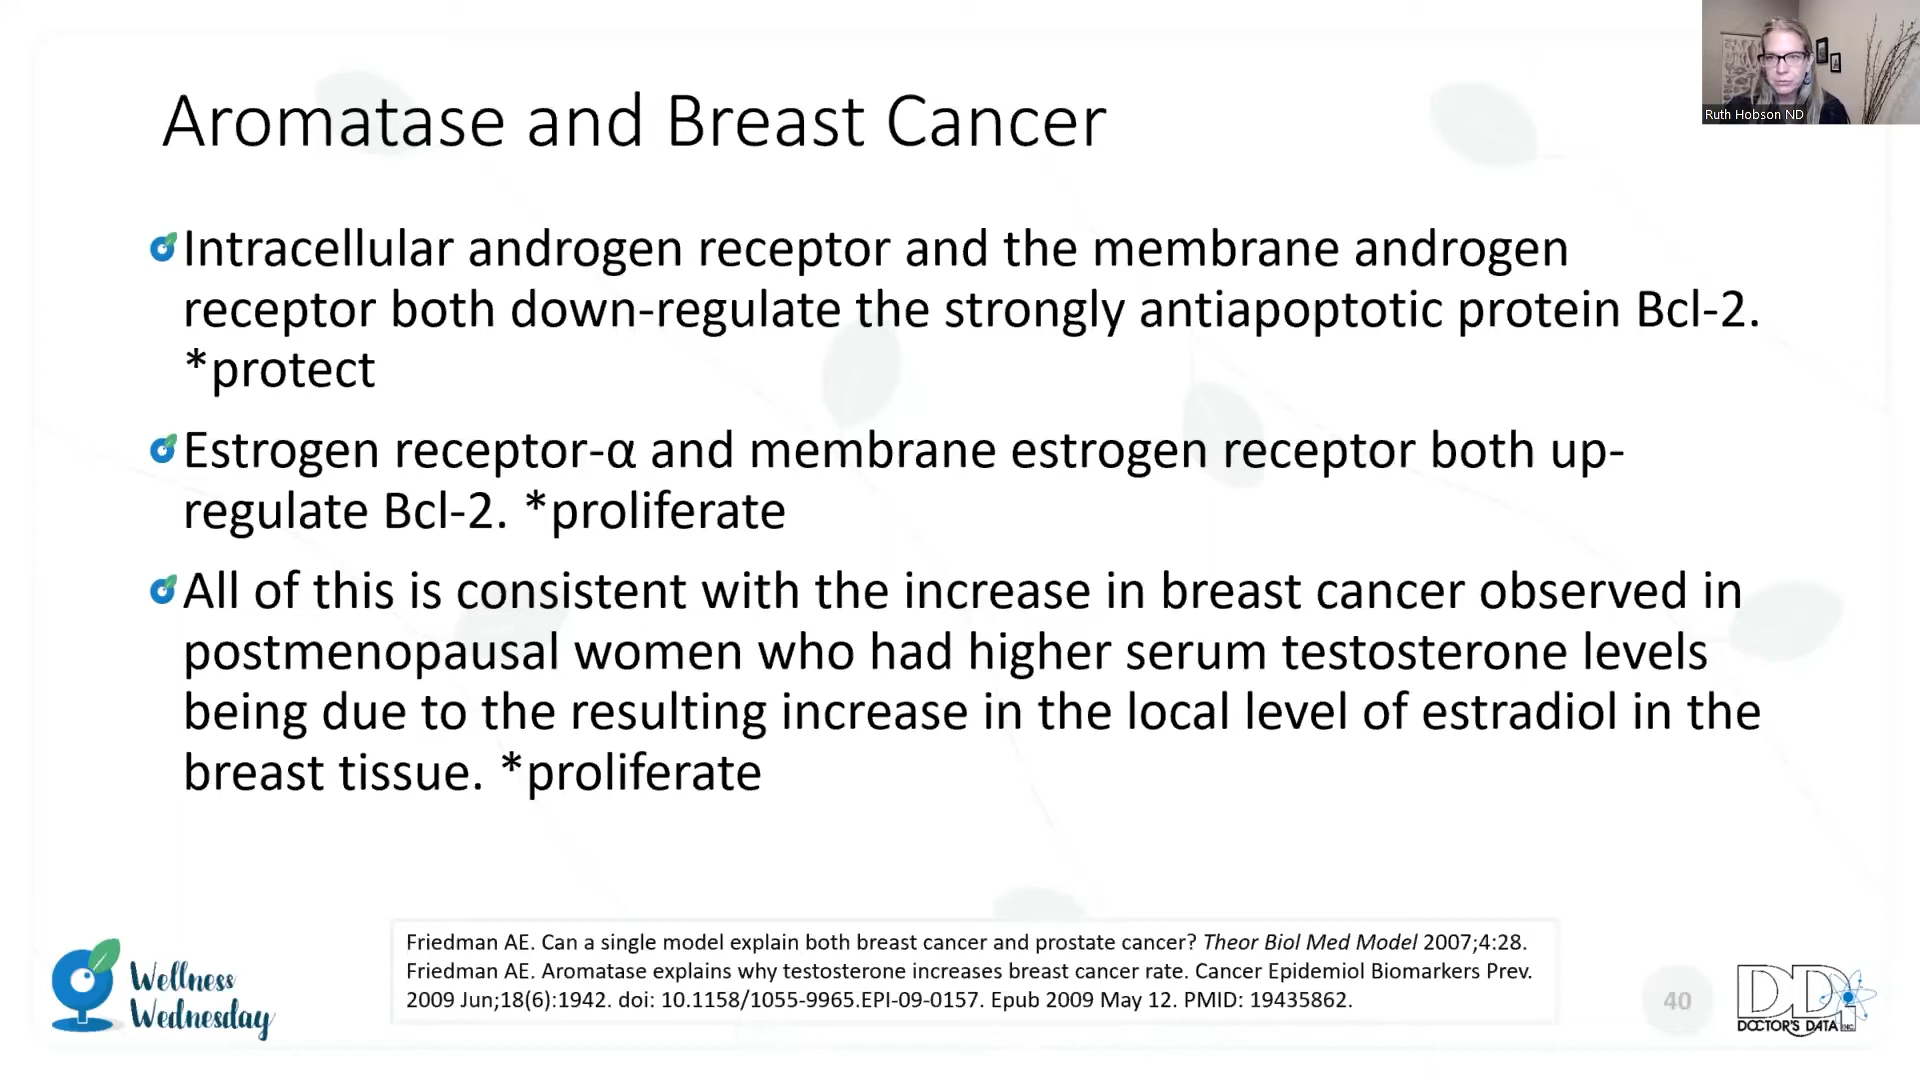 Ruth Hobson ND
Aromatase and Breast Cancer
Intracellular androgen receptor and the membrane androgen
receptor both down-regulate the strongly antiapoptotic protein Bcl-2.
*protect
Estrogen receptor-α and membrane estrogen receptor both up-
regulate Bcl-2. *proliferate
All of this is consistent with the increase in breast cancer observed in
postmenopausal women who had higher serum testosterone levels
being due to the resulting increase in the local level of estradiol in the
breast tissue. *proliferate
Friedman AE. Can a single model explain both breast cancer and prostate cancer? Theor Biol Med Model 2007;4:28.
Friedman AE. Aromatase explains why testosterone increases breast cancer rate. Cancer Epidemiol Biomarkers Prev.
2009 Jun;18(6):1942. doi: 10.1158/1055-9965.EPI-09-0157. Epub 2009 May 12. PMID: 19435862.
Wellness
Wednesday
40
DDI
DOCTOR'S DATA INC.